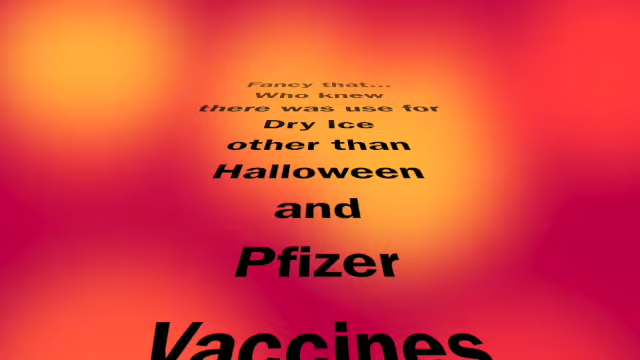 Fancy that...
Who knew
there was use for
Dry Ice
other than
Halloween
and
Pfizer
Vaccines